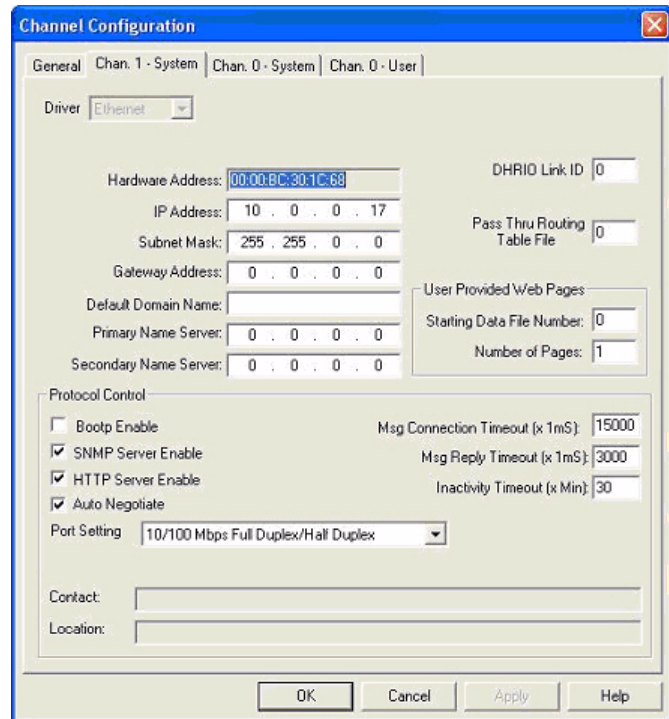 Channel Configuration
General Chan. 1 - System Chan. 0 - System Chan. 0 - User
Driver Ethernet
Hardware Address: 00:00:BC:30:1C:68
IP Address: 10 . 0 . 0 . 17
Subnet Mask: 255 . 255 . 0 . 0
Gateway Address: 0 . 0 . 0 . 0
Default Domain Name:
Primary Name Server: 0 . 0 . 0 . 0
Secondary Name Server: 0 . 0 . 0 . 0
DHRIO Link ID 0
Pass Thru Routing
Table File 0
User Provided Web Pages
Starting Data File Number: 0
Number of Pages: 1
Protocol Control
Bootp Enable
SNMP Server Enable
HTTP Server Enable
Auto Negotiate
Port Setting 10/100 Mbps Full Duplex/Half Duplex
Msg Connection Timeout (x 1mS): 15000
Msg Reply Timeout (x 1mS): 3000
Inactivity Timeout (x Min): 30
Contact:
Location:
OK Cancel Apply Help